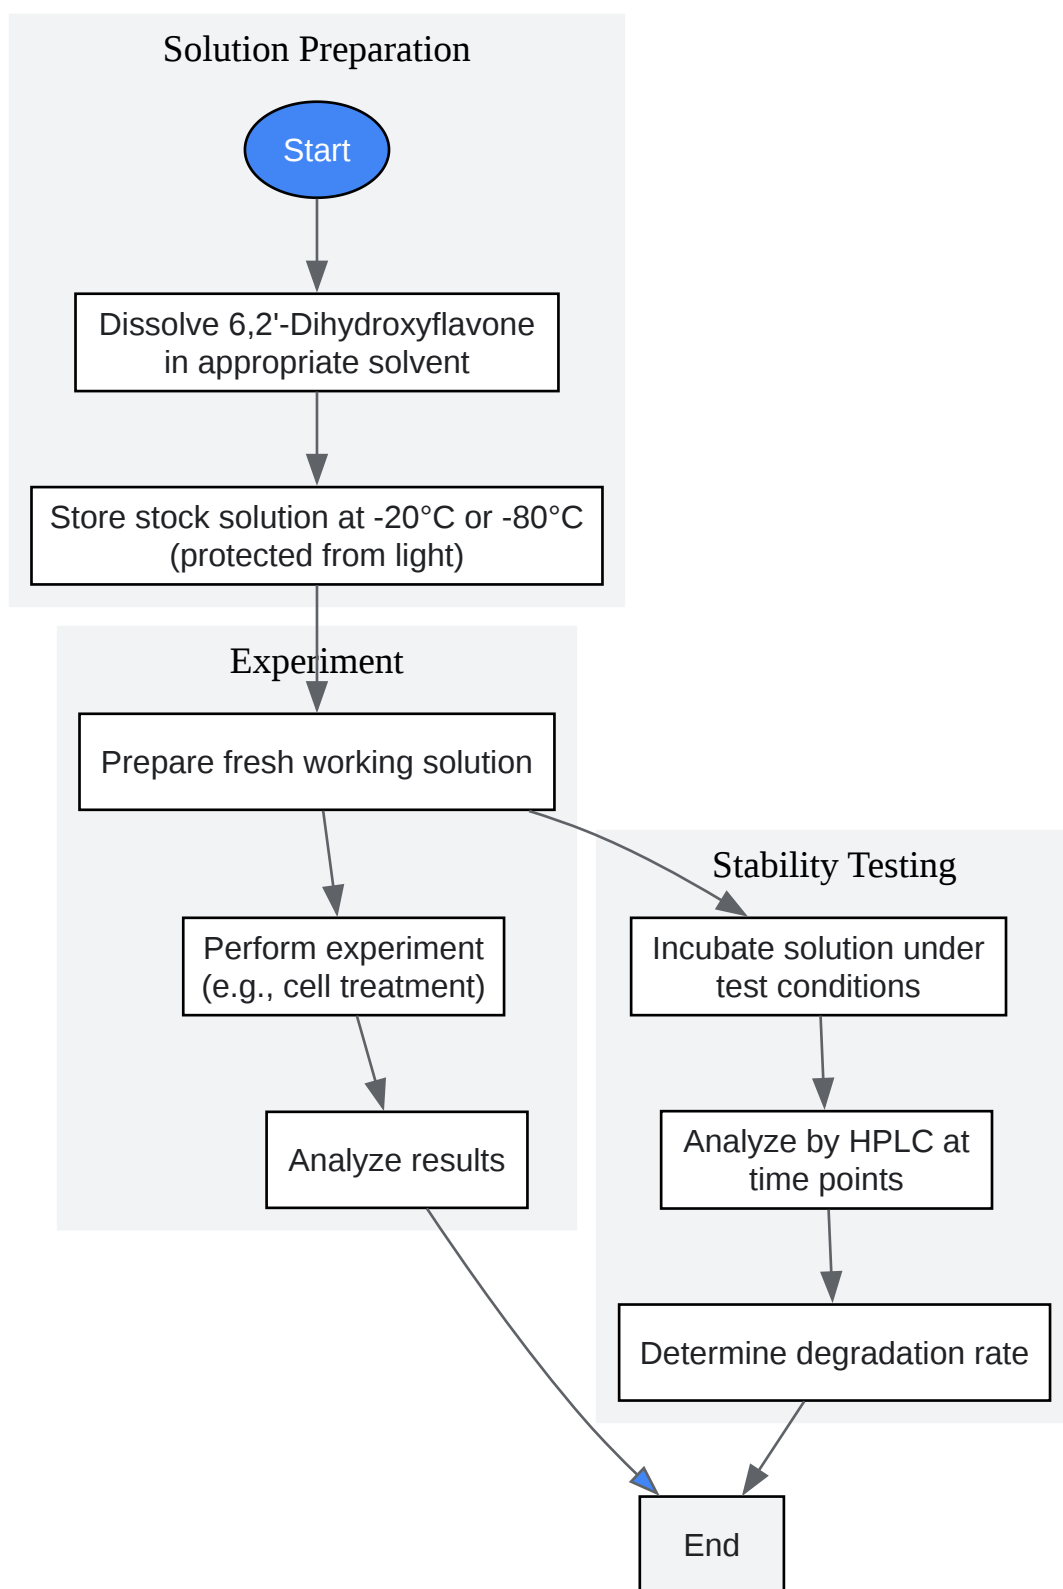 Solution Preparation
Start
Dissolve 6,2'-Dihydroxyflavone
in appropriate solvent
Store stock solution at -20°C or -80°C
(protected from light)
Experiment
Prepare fresh working solution
Perform experiment
(e.g., cell treatment)
Analyze results
Stability Testing
Incubate solution under
test conditions
Analyze by HPLC at
time points
Determine degradation rate
End